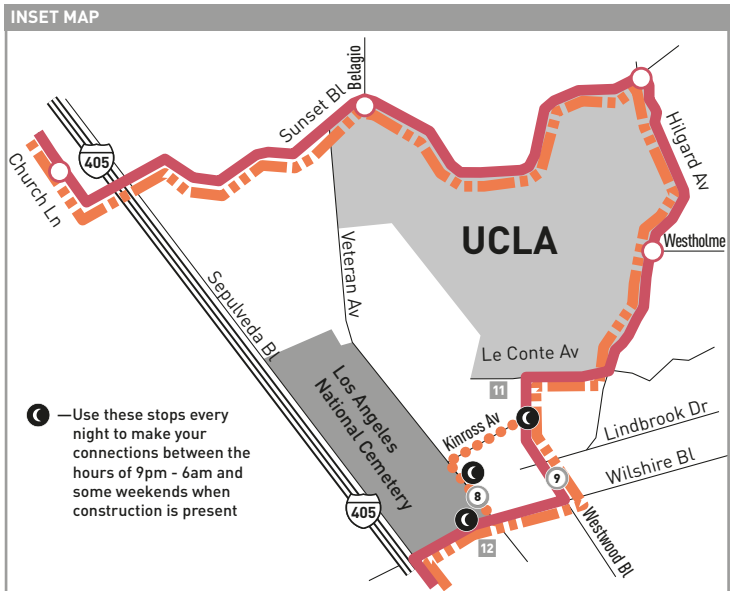 INSET MAP
Belagio
Sunset Bl
Hilgard Av
405
Church Ln
UCLA
Westholme
Veteran Av
Sepulveda Bl
Le Conte Av
11
Los Angeles
National Cemetery
Kinross Av
Lindbrook Dr
Wilshire Bl
—Use these stops every
night to make your
connections between the
hours of 9pm - 6am and
some weekends when
construction is present
8
9
405
12
Westwood Bl